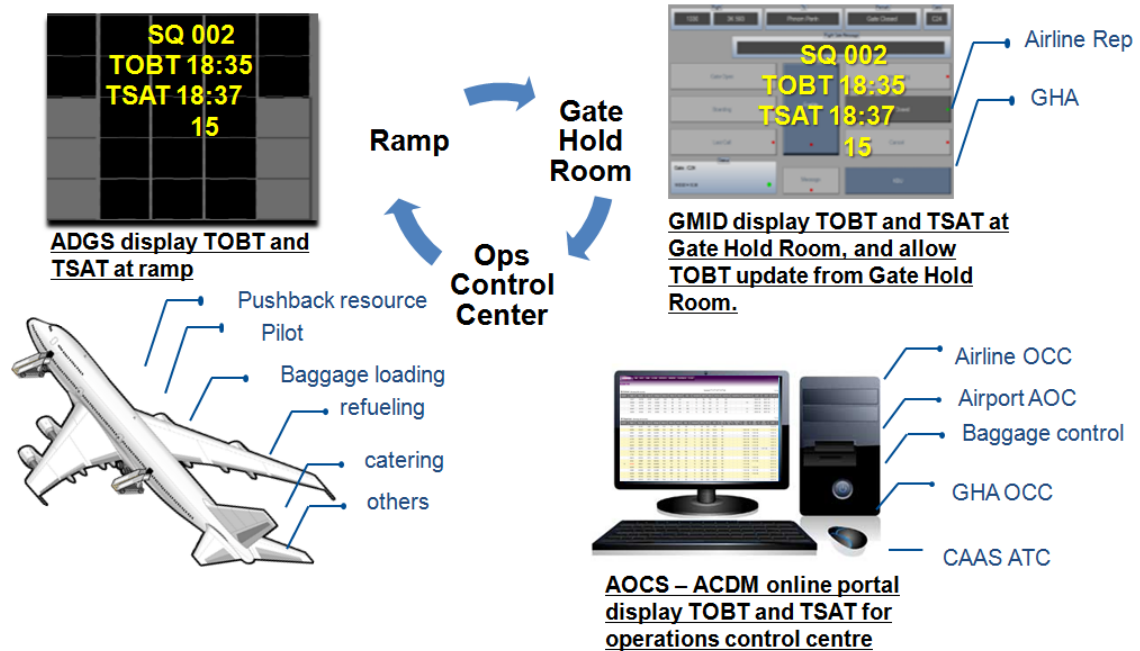 SQ 002
TOBT 18:35
TSAT 18:37
15
ADGS display TOBT and
TSAT at ramp
Ramp
Gate
Hold
Room
Ops
Control
Center
Gate Closed
SQ 002
TOBT 18:35
TSAT 18:37
15
Airline Rep
GHA
GMID display TOBT and TSAT at
Gate Hold Room, and allow
TOBT update from Gate Hold
Room.
Pushback resource
Pilot
Baggage loading
refueling
catering
others
Airline OCC
Airport AOC
Baggage control
GHA OCC
CAAS ATC
AOCS – ACDM online portal
display TOBT and TSAT for
operations control centre